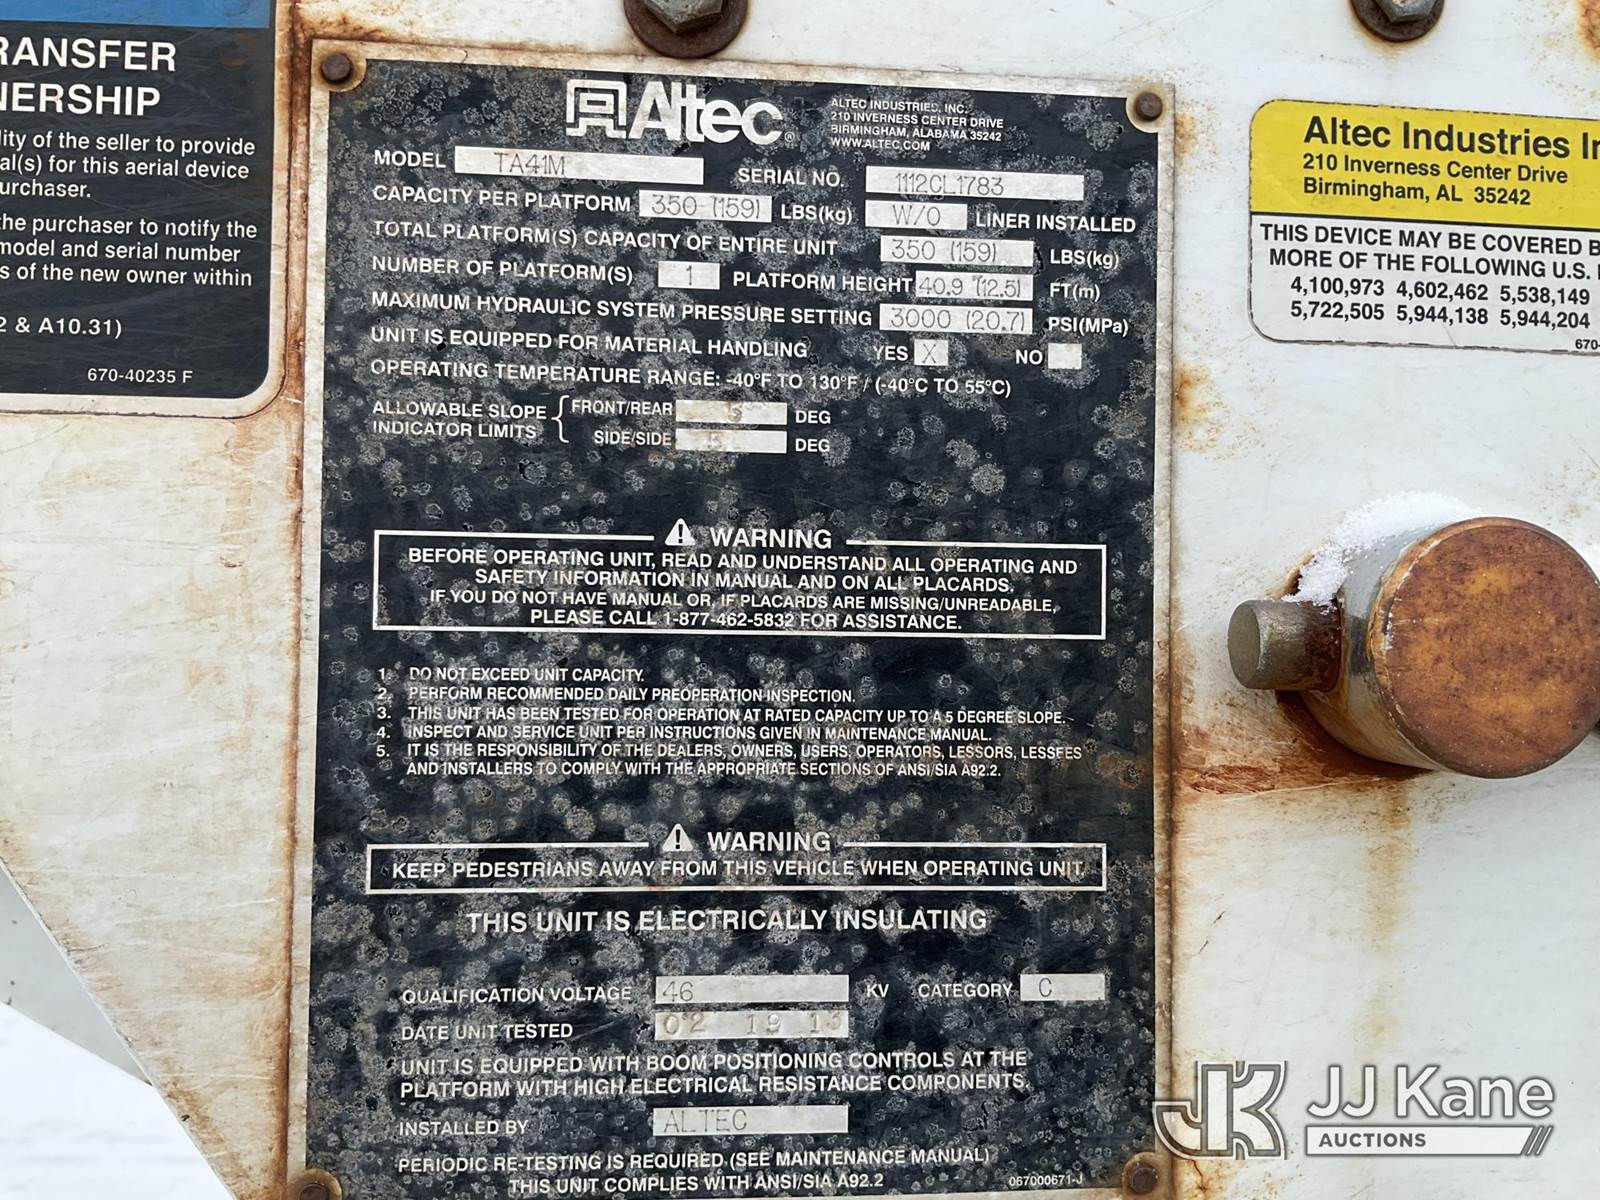 RANSFER
NERSHIP
lity of the seller to provide
al(s) for this aerial device
urchaser.
the purchaser to notify the
model and serial number
s of the new owner within
2 & A10.31)
670-40235 F
Altec
ALTEC INDUSTRIES, INC.
210 INVERNESS CENTER DRIVE
BIRMINGHAM, ALABAMA 35242
WWW.ALTEC.COM
MODEL TA41M SERIAL NO. 1112CL1783
CAPACITY PER PLATFORM 350 (159) LBS(kg) W/O LINER INSTALLED
TOTAL PLATFORM(S) CAPACITY OF ENTIRE UNIT 350 (159) LBS(kg)
NUMBER OF PLATFORM(S) 1 PLATFORM HEIGHT 40.9 (12.5) FT(m)
MAXIMUM HYDRAULIC SYSTEM PRESSURE SETTING 3000 (20.7) PSI(MPa)
UNIT IS EQUIPPED FOR MATERIAL HANDLING YES X NO
OPERATING TEMPERATURE RANGE: -40°F TO 130°F / (-40°C TO 55°C)
ALLOWABLE SLOPE INDICATOR LIMITS { FRONT/REAR 5 DEG
SIDE/SIDE 5 DEG
⚠ WARNING
BEFORE OPERATING UNIT, READ AND UNDERSTAND ALL OPERATING AND
SAFETY INFORMATION IN MANUAL AND ON ALL PLACARDS.
IF YOU DO NOT HAVE MANUAL OR, IF PLACARDS ARE MISSING/UNREADABLE,
PLEASE CALL 1-877-462-5832 FOR ASSISTANCE.
1. DO NOT EXCEED UNIT CAPACITY.
2. PERFORM RECOMMENDED DAILY PREOPERATION INSPECTION.
3. THIS UNIT HAS BEEN TESTED FOR OPERATION AT RATED CAPACITY UP TO A 5 DEGREE SLOPE.
4. INSPECT AND SERVICE UNIT PER INSTRUCTIONS GIVEN IN MAINTENANCE MANUAL.
5. IT IS THE RESPONSIBILITY OF THE DEALERS, OWNERS, USERS, OPERATORS, LESSORS, LESSEES
AND INSTALLERS TO COMPLY WITH THE APPROPRIATE SECTIONS OF ANSI/SIA A92.2.
⚠ WARNING
KEEP PEDESTRIANS AWAY FROM THIS VEHICLE WHEN OPERATING UNIT.
THIS UNIT IS ELECTRICALLY INSULATING
QUALIFICATION VOLTAGE 46 KV CATEGORY C
DATE UNIT TESTED 02 19 13
UNIT IS EQUIPPED WITH BOOM POSITIONING CONTROLS AT THE
PLATFORM WITH HIGH ELECTRICAL RESISTANCE COMPONENTS.
INSTALLED BY ALTEC
PERIODIC RE-TESTING IS REQUIRED (SEE MAINTENANCE MANUAL)
THIS UNIT COMPLIES WITH ANSI/SIA A92.2
067000671-J
Altec Industries In
210 Inverness Center Drive
Birmingham, AL 35242
THIS DEVICE MAY BE COVERED B
MORE OF THE FOLLOWING U.S.
4,100,973 4,602,462 5,538,149
5,722,505 5,944,138 5,944,204
670-
JK JJ Kane
AUCTIONS